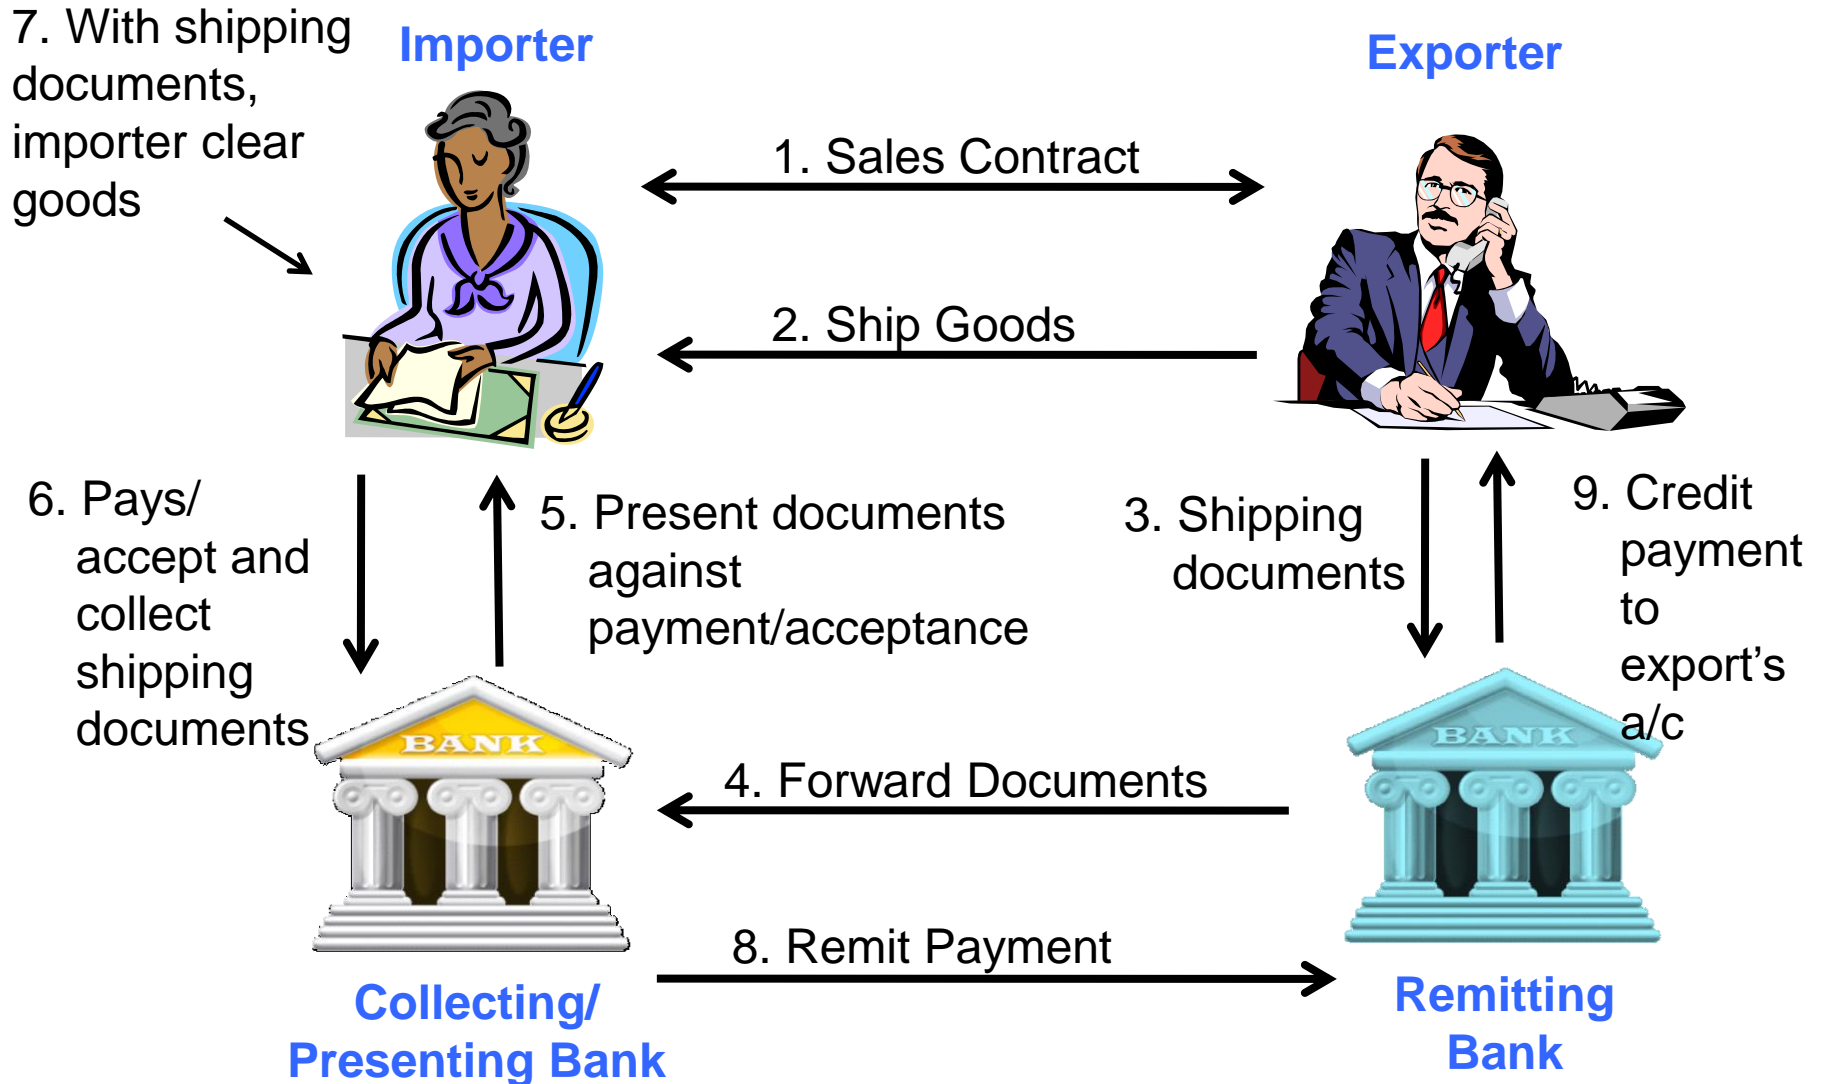 7. With shipping
documents,
importer clear
goods
Importer
Exporter
1. Sales Contract
2. Ship Goods
6. Pays/
accept and
collect
shipping
documents
5. Present documents
against
payment/acceptance
3. Shipping
documents
9. Credit
payment
to
export’s
a/c
BANK
BANK
4. Forward Documents
8. Remit Payment
Collecting/
Presenting Bank
Remitting
Bank